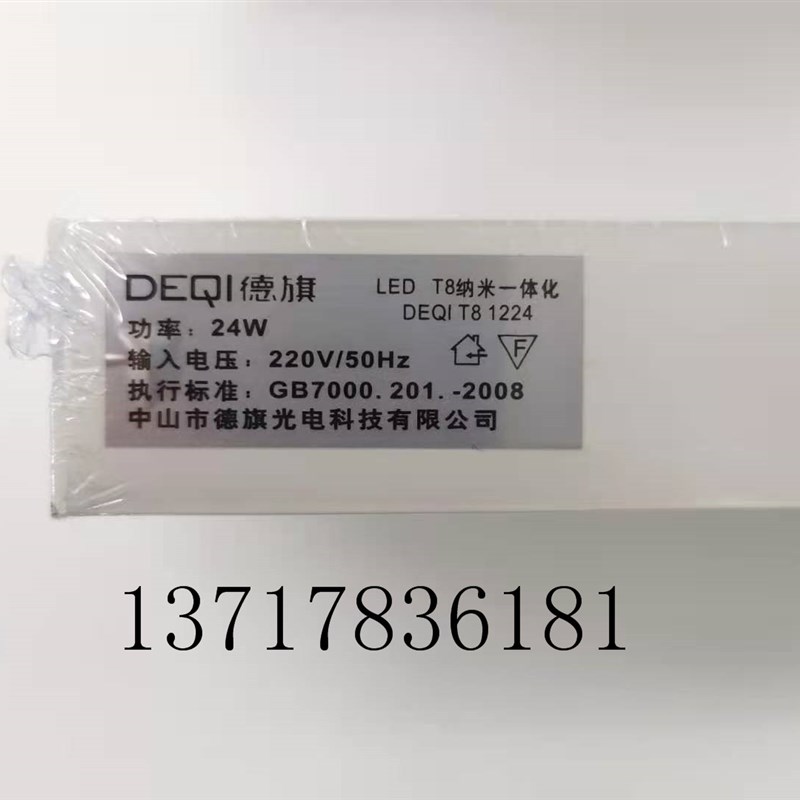 DEQI德旗
LED T8纳米一体化
DEQI T8 1224
功率：24W
输入电压：220V/50Hz
F
执行标准：GB7000.201.-2008
中山市德旗光电科技有限公司
13717836181